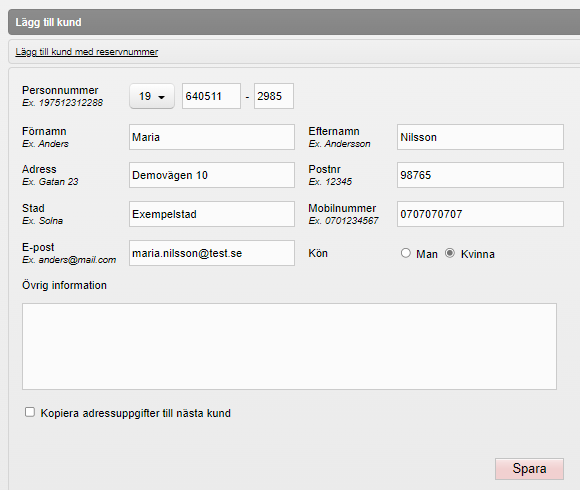 Lägg till kund
Lägg till kund med reservnummer
Personnummer
Ex. 197512312288
19
640511 - 2985
Förnamn
Ex. Anders
Maria
Efternamn
Ex. Andersson
Nilsson
Adress
Ex. Gatan 23
Demovägen 10
Postnr
Ex. 12345
98765
Stad
Ex. Solna
Exempelstad
Mobilnummer
Ex. 0701234567
0707070707
E-post
Ex. anders@mail.com
maria.nilsson@test.se
Kön
Man Kvinna
Övrig information
Kopiera adressuppgifter till nästa kund
Spara